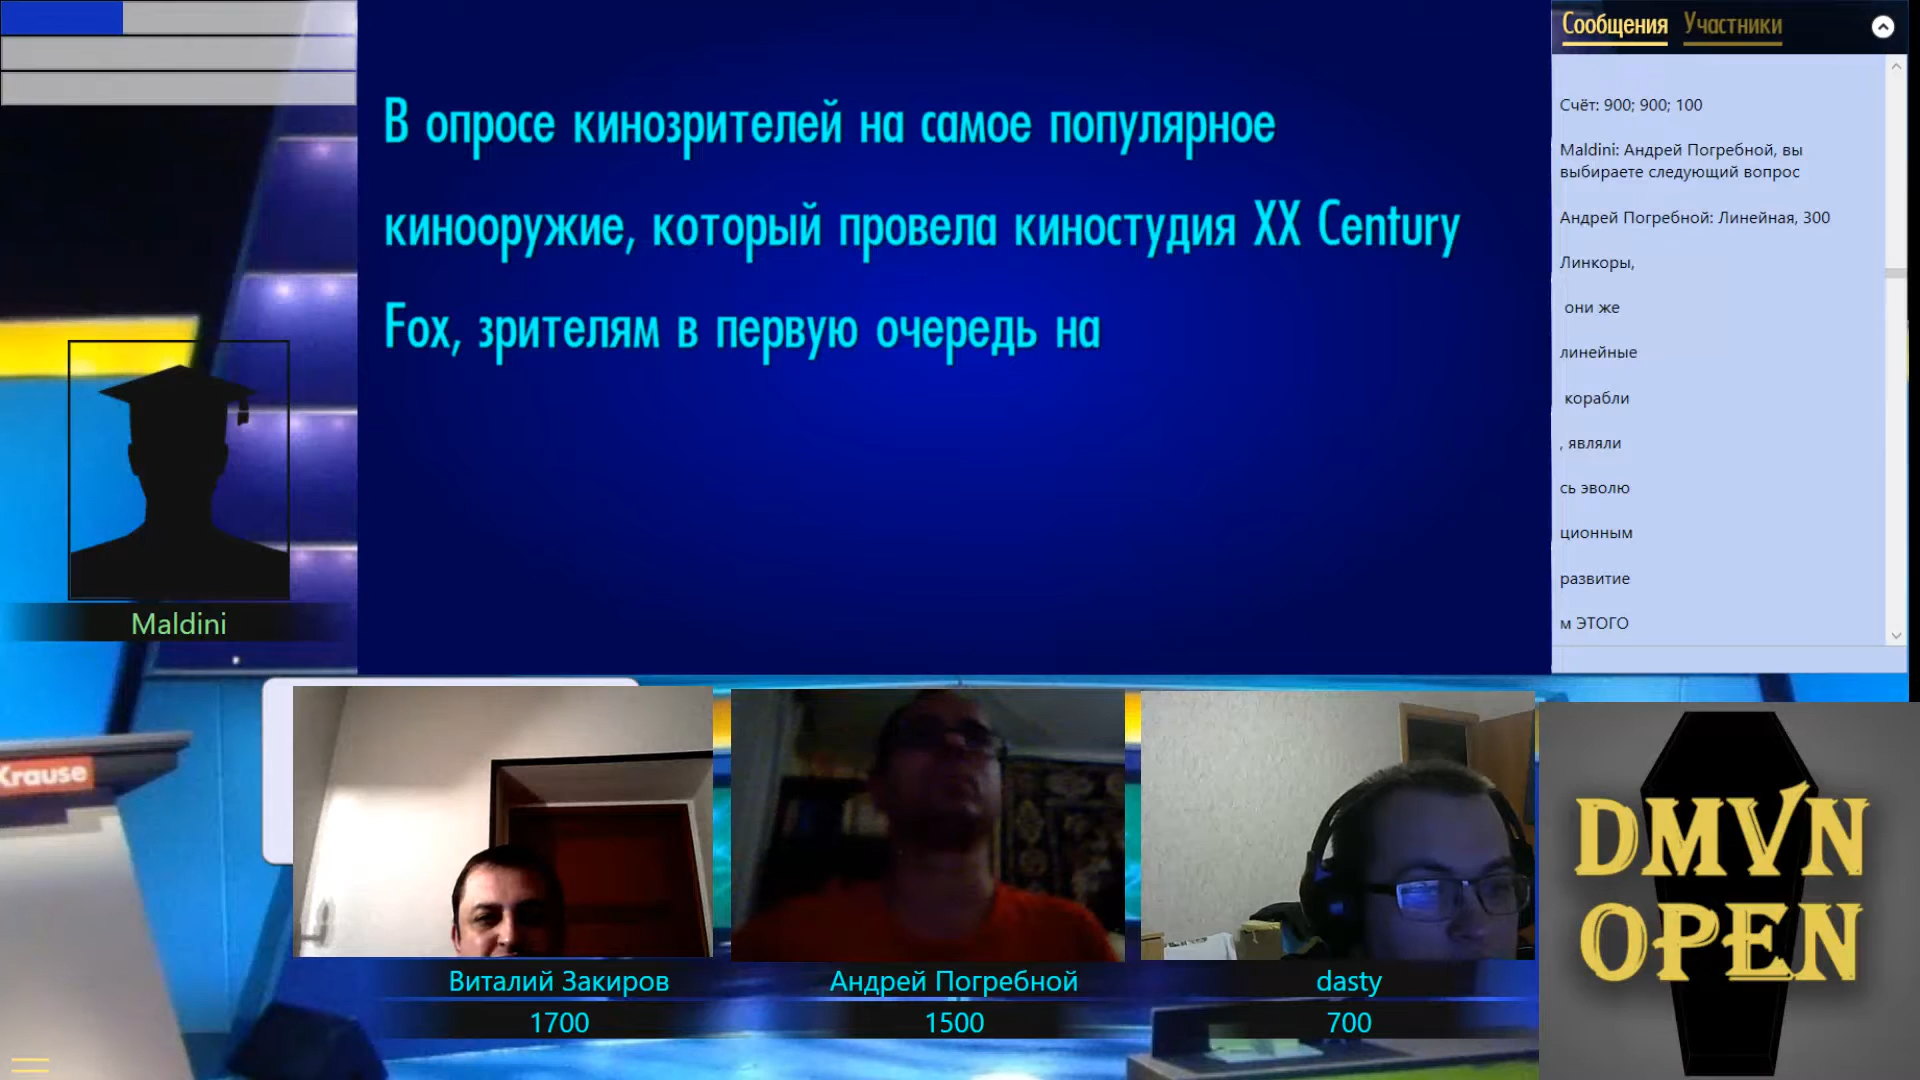 Сообщения Участники
В опросе кинозрителей на самое популярное
кинооружие, который провела киностудия XX Century
Fox, зрителям в первую очередь на
Счёт: 900; 900; 100
Maldini: Андрей Погребной, вы
выбираете следующий вопрос
Андрей Погребной: Линейная, 300
Линкоры,
они же
линейные
корабли
, являли
сь эволю
ционным
развитие
м ЭТОГО
Maldini
Krause
Виталий Закиров
1700
Андрей Погребной
1500
dasty
700
DMVN
OPEN